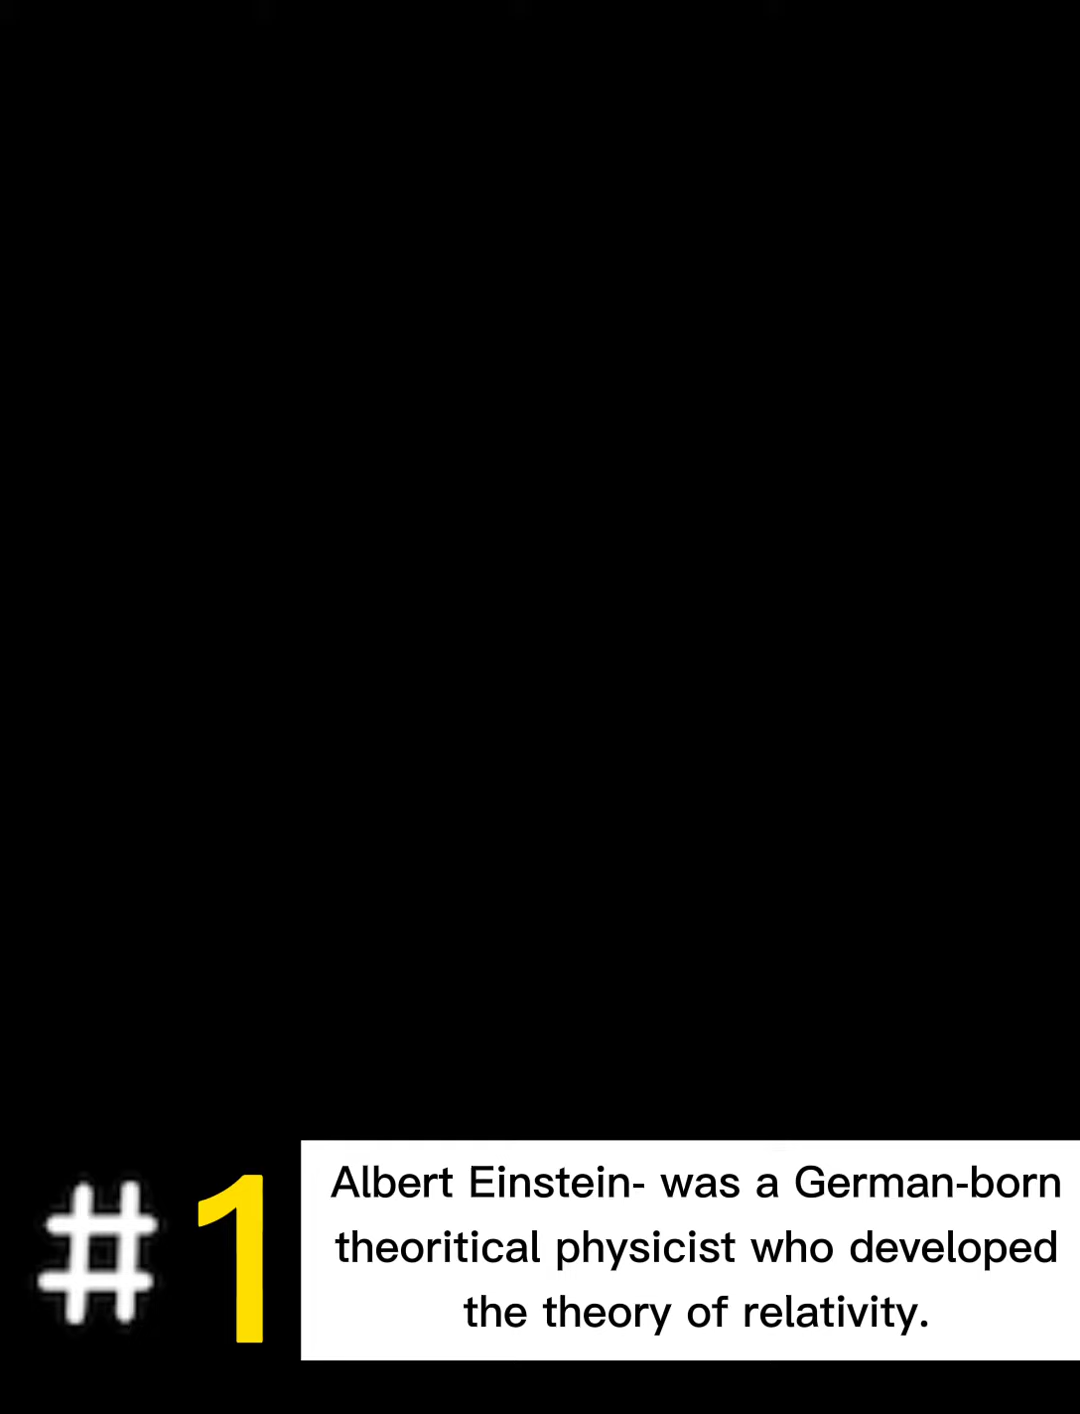 #1
Albert Einstein- was a German-born
theoritical physicist who developed
the theory of relativity.